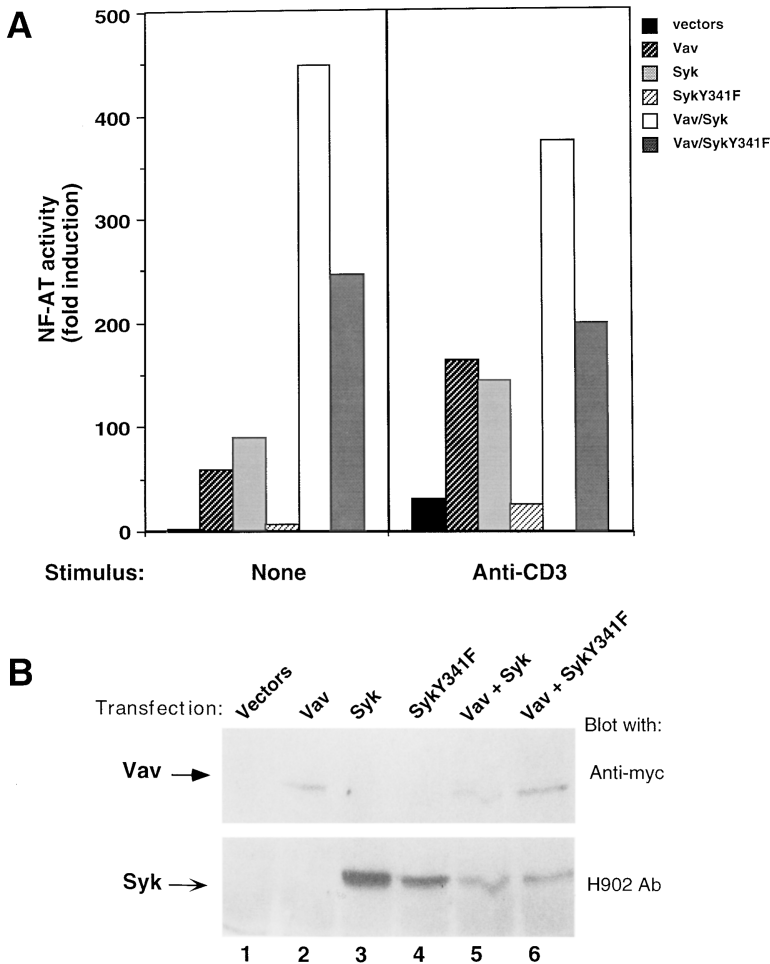 A
500
400
300
200
100
0
NF-AT activity
(fold induction)
vectors
Vav
Syk
SykY341F
Vav/Syk
Vav/SykY341F
Stimulus: None Anti-CD3
B
Transfection: Vectors Vav Syk SykY341F Vav + Syk Vav + SykY341F
Blot with:
Vav Anti-myc
Syk H902 Ab
1 2 3 4 5 6